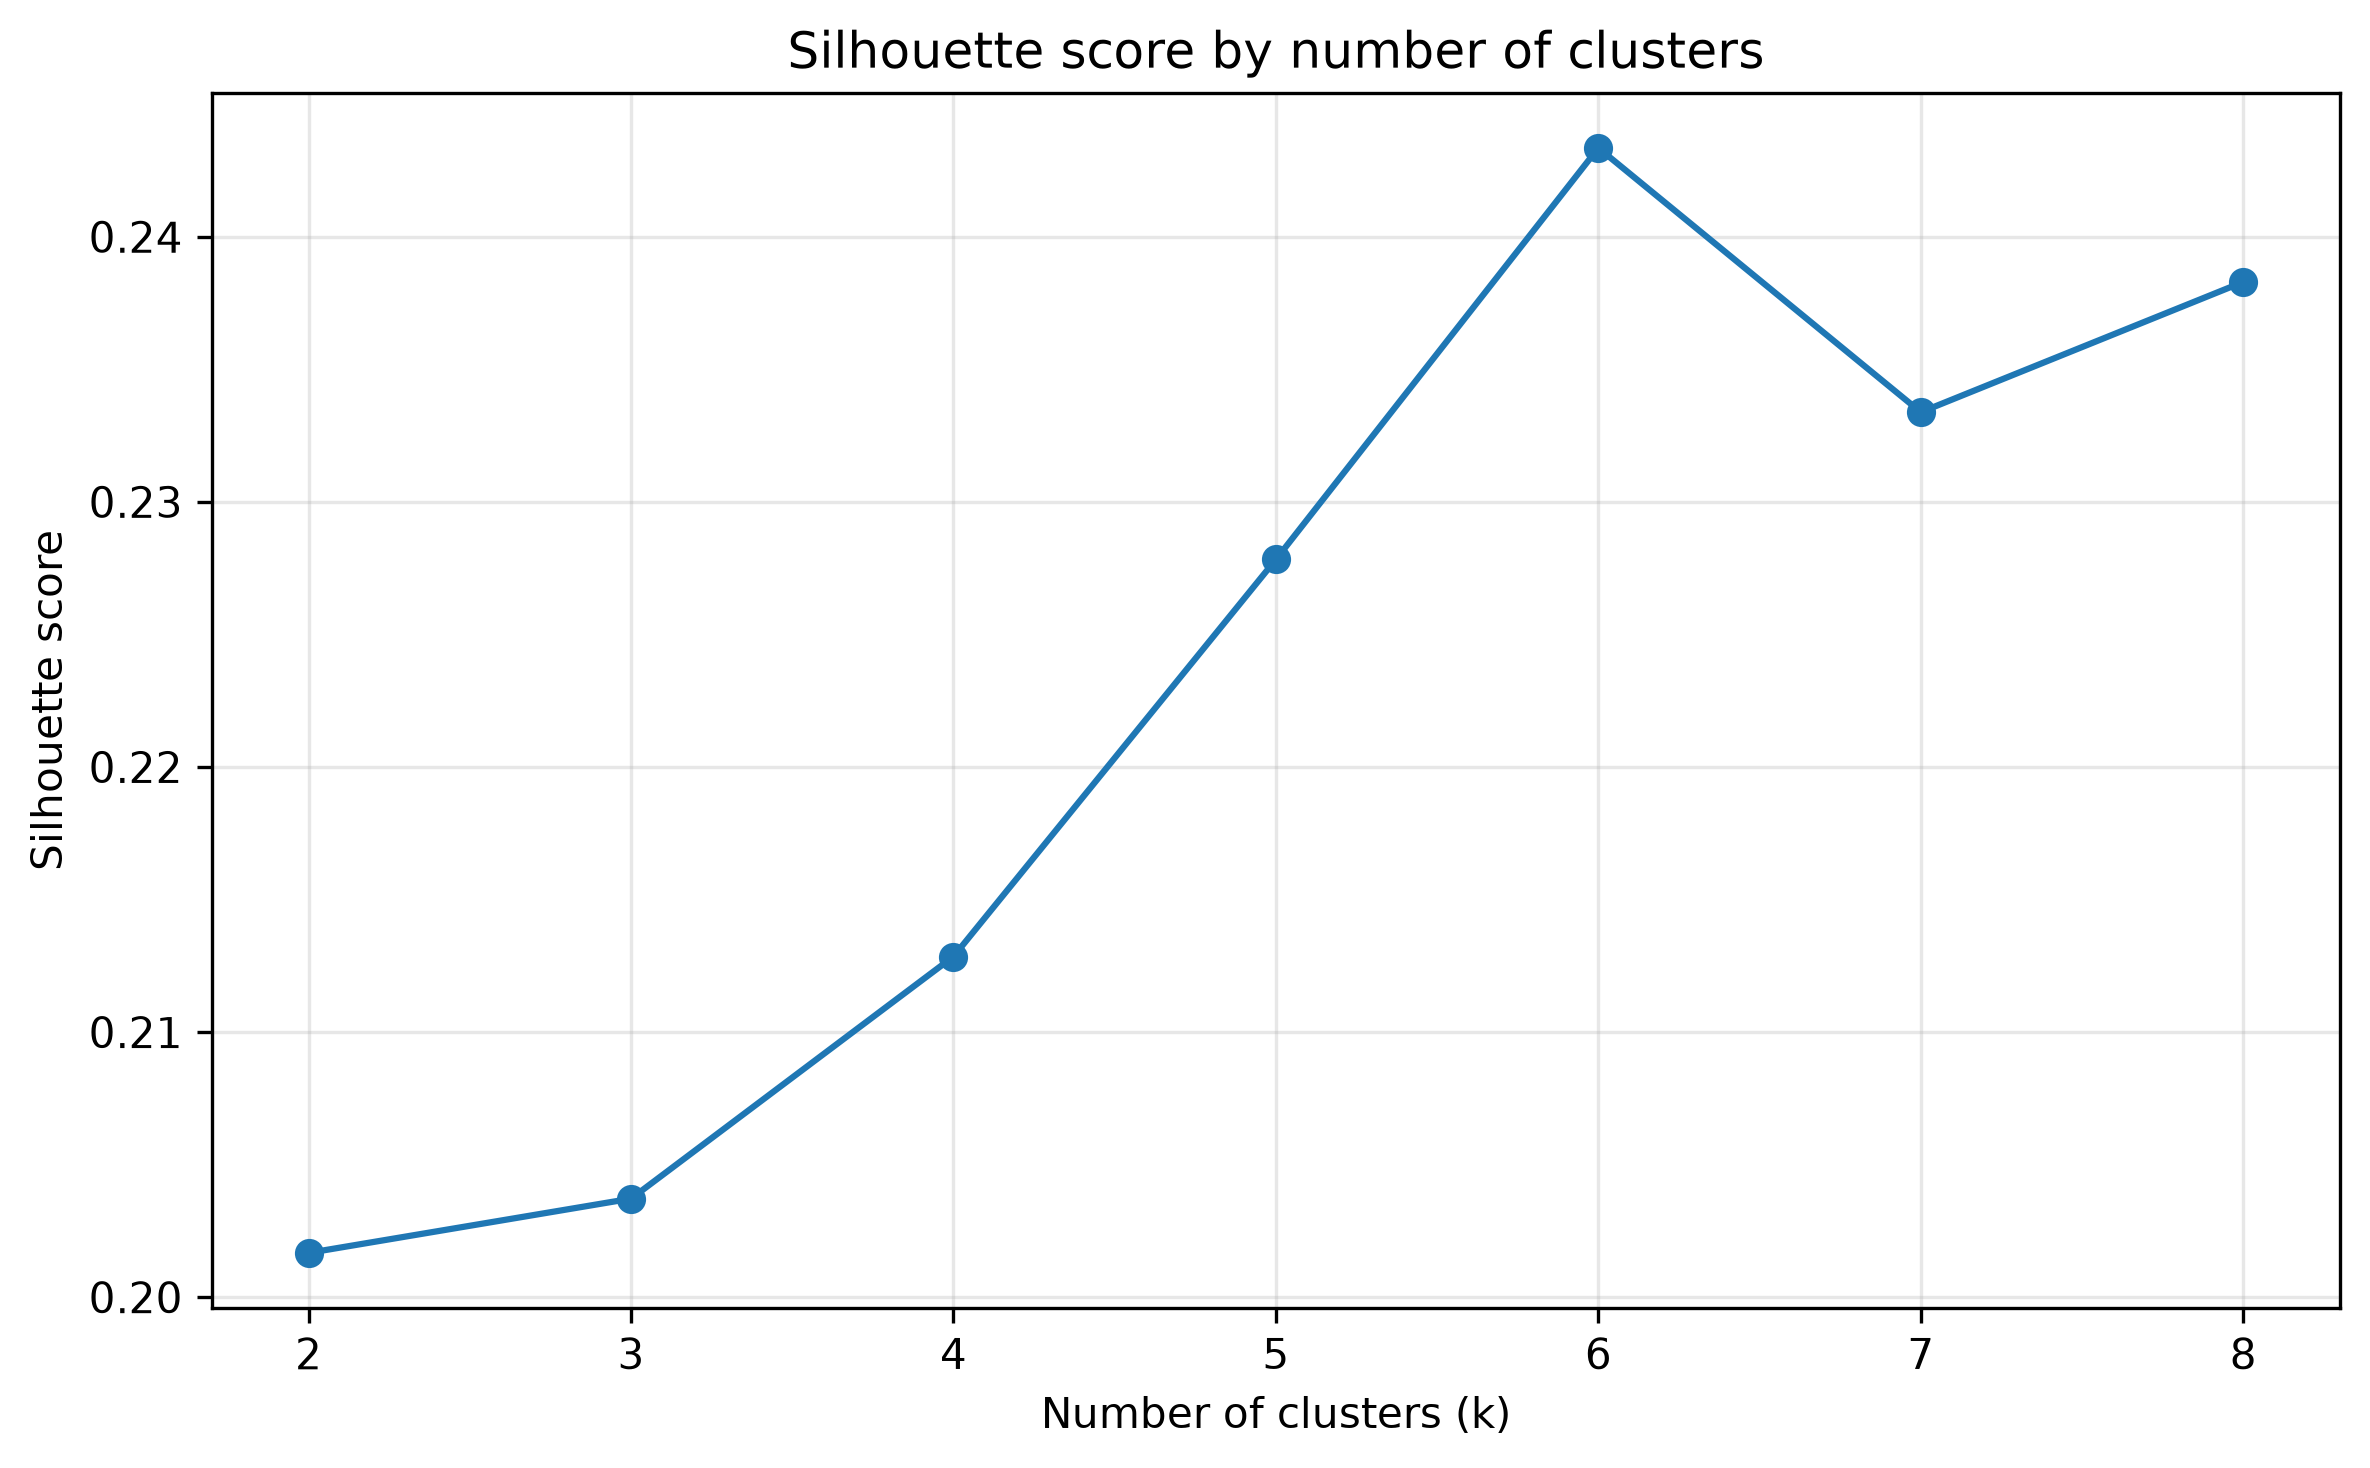 Silhouette score by number of clusters
Silhouette score
0.24
0.23
0.22
0.21
0.20
2 3 4 5 6 7 8
Number of clusters (k)